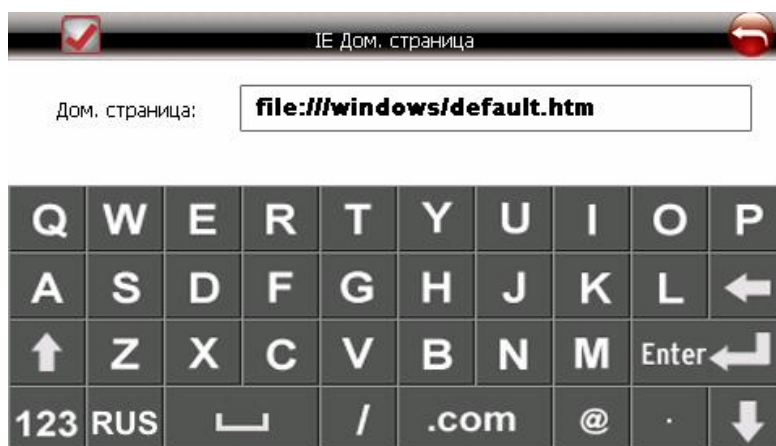 IE Дом. страница
Дом. страница: file:///windows/default.htm
Q W E R T Y U I O P
A S D F G H J K L
Z X C V B N M Enter
123 RUS / .com @ .